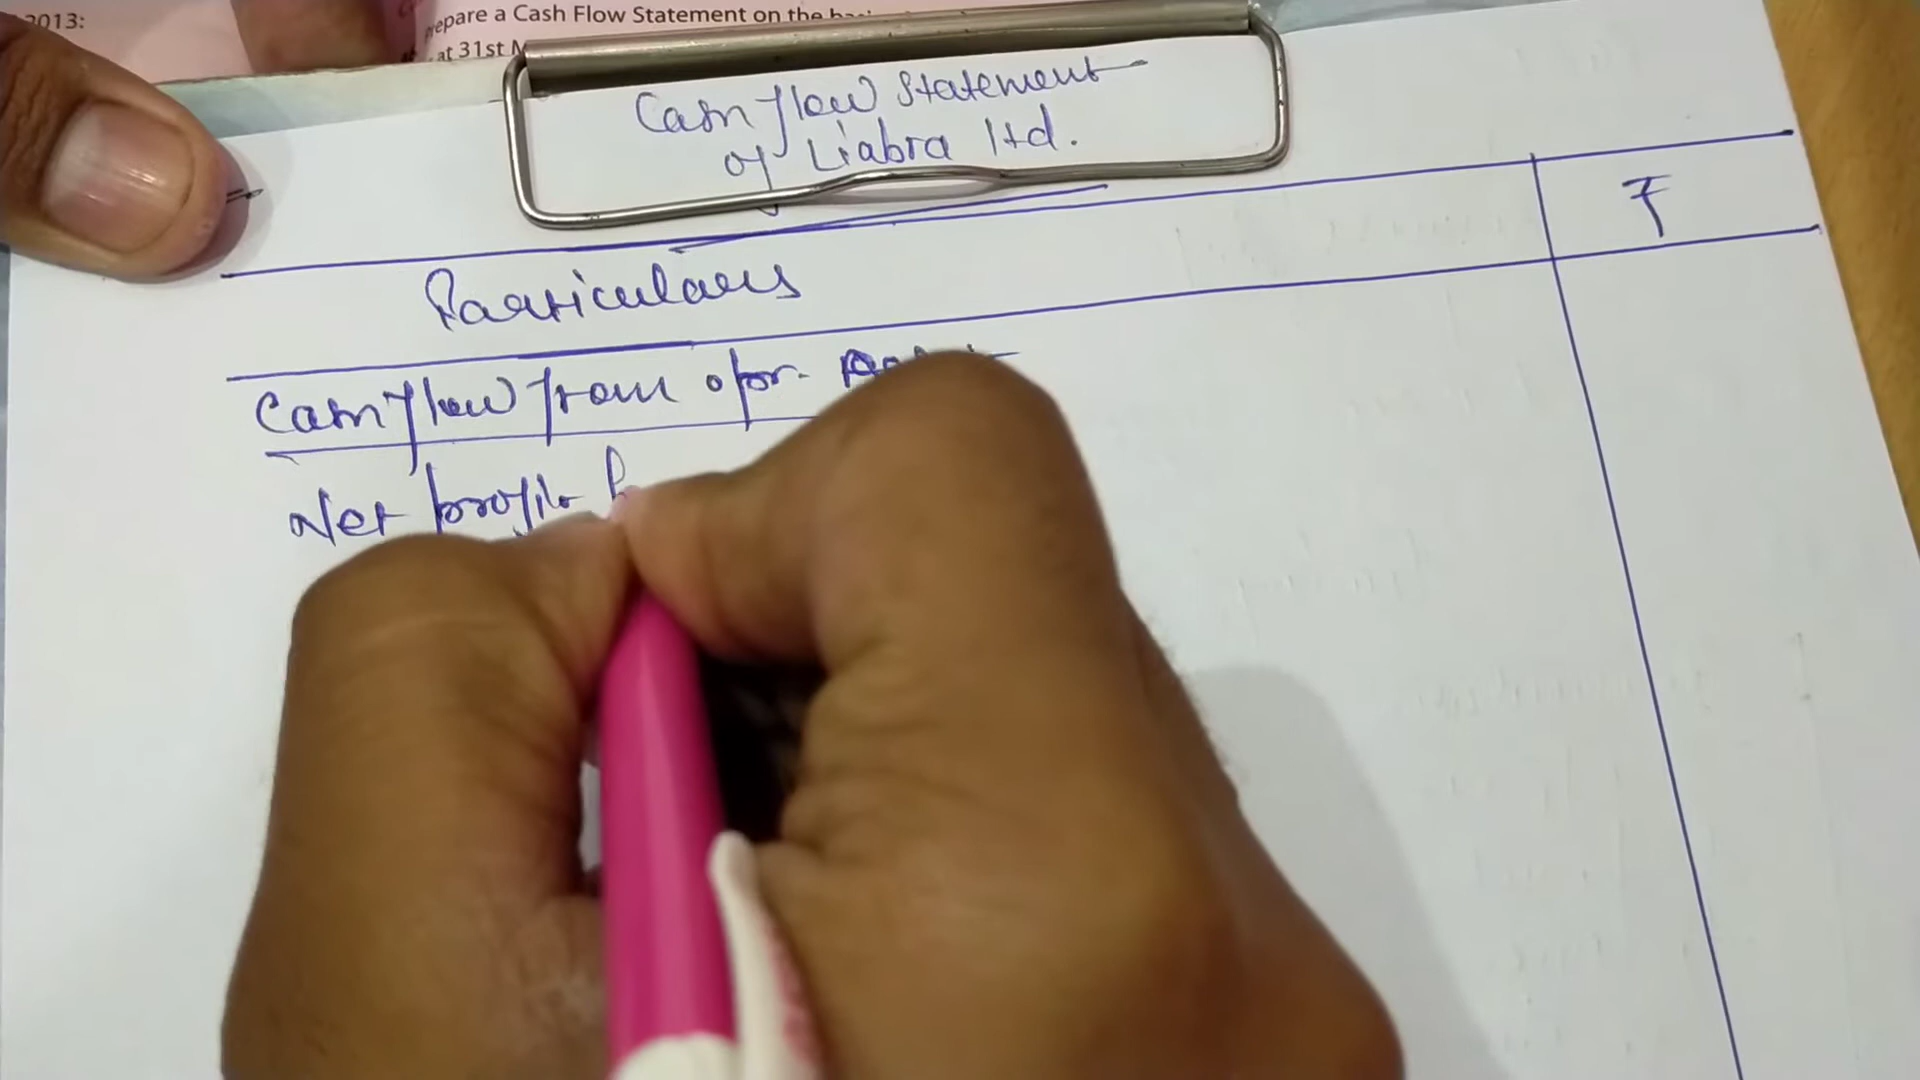 2013:
prepare a Cash Flow Statement on the
at 31st
Cash flow Statement
of Liabra Ltd.
Particulars
₹
Cash flow from opr.
Net profit